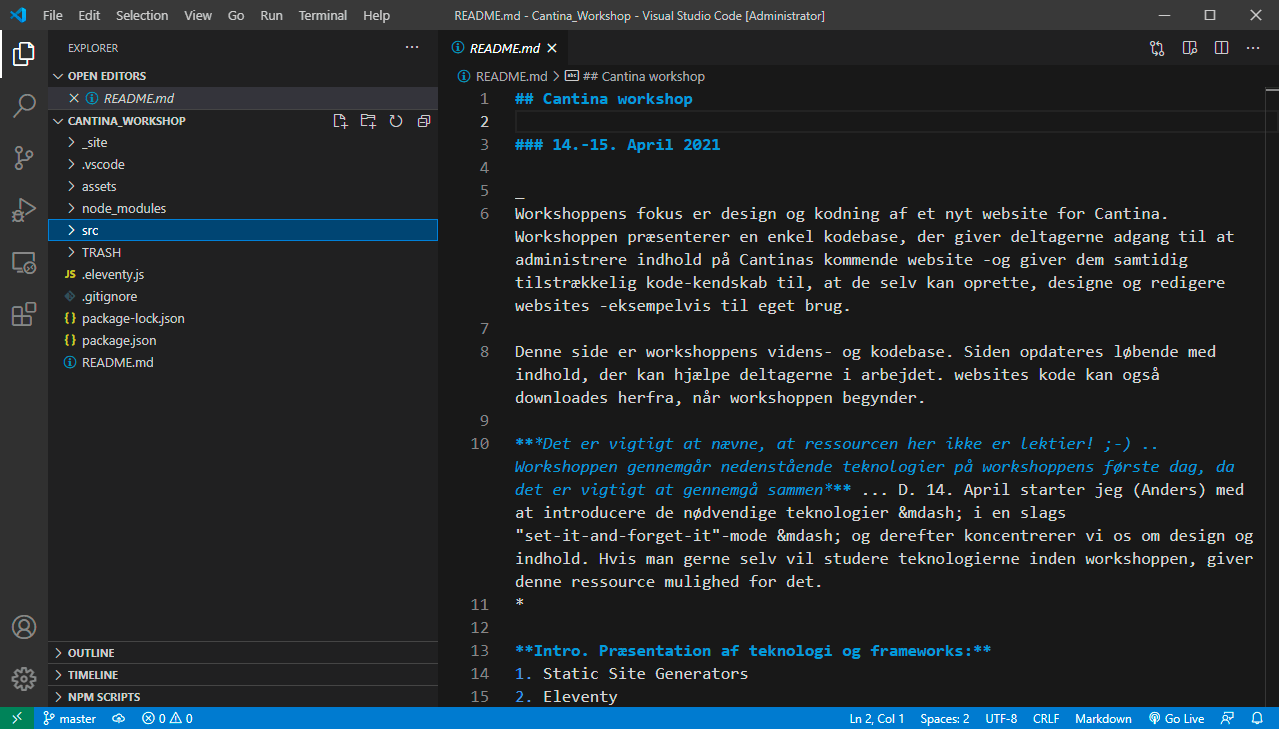 File Edit Selection View Go Run Terminal Help README.md - Cantina_Workshop - Visual Studio Code [Administrator]
EXPLORER
OPEN EDITORS
README.md
CANTINA_WORKSHOP
_site
.vscode
assets
node_modules
src
TRASH
JS .eleventy.js
.gitignore
{} package-lock.json
{} package.json
README.md
OUTLINE
TIMELINE
NPM SCRIPTS
README.md
README.md > ## Cantina workshop
1 ## Cantina workshop
2
3 ### 14.-15. April 2021
4
5 _
6 Workshoppens fokus er design og kodning af et nyt website for Cantina.
Workshoppen præsenterer en enkel kodebase, der giver deltagerne adgang til at
administrere indhold på Cantinas kommende website -og giver dem samtidig
tilstrækkelig kode-kendskab til, at de selv kan oprette, designe og redigere
websites -eksempelvis til eget brug.
7
8 Denne side er workshoppens videns- og kodebase. Siden opdateres løbende med
indhold, der kan hjælpe deltagerne i arbejdet. websites kode kan også
downloades herfra, når workshoppen begynder.
9
10 ***Det er vigtigt at nævne, at ressourcen her ikke er lektier! ;-) ..
Workshoppen gennemgår nedenstående teknologier på workshoppens første dag, da
det er vigtigt at gennemgå sammen*** ... D. 14. April starter jeg (Anders) med
at introducere de nødvendige teknologier &mdash; i en slags
"set-it-and-forget-it"-mode &mdash; og derefter koncentrerer vi os om design og
indhold. Hvis man gerne selv vil studere teknologierne inden workshoppen, giver
denne ressource mulighed for det.
11 *
12
13 **Intro. Præsentation af teknologi og frameworks:**
14 1. Static Site Generators
15 2. Eleventy
master 0 0 Ln 2, Col 1 Spaces: 2 UTF-8 CRLF Markdown Go Live